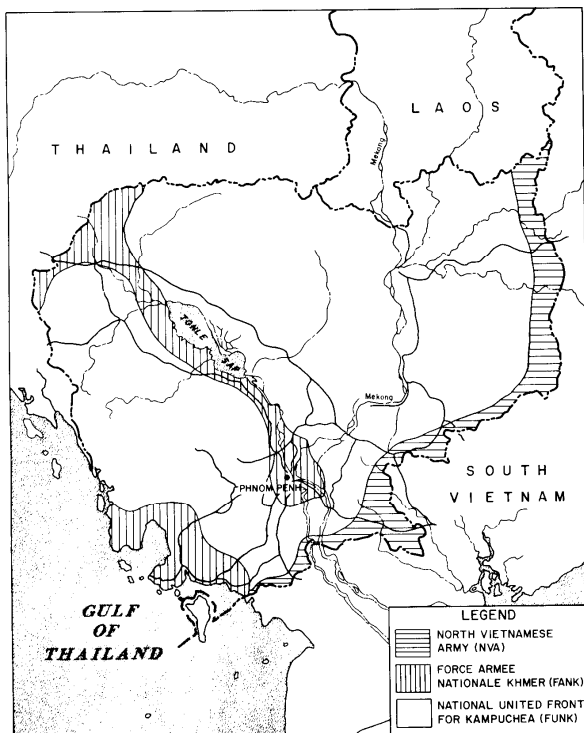 LAOS
THAILAND
Mekong
TONLE
SAP
Mekong
PHNOM PENH
SOUTH
VIETNAM
GULF
OF
THAILAND
LEGEND
NORTH VIETNAMESE
ARMY (NVA)
FORCE ARMEE
NATIONALE KHMER (FANK)
NATIONAL UNITED FRONT
FOR KAMPUCHEA (FUNK)